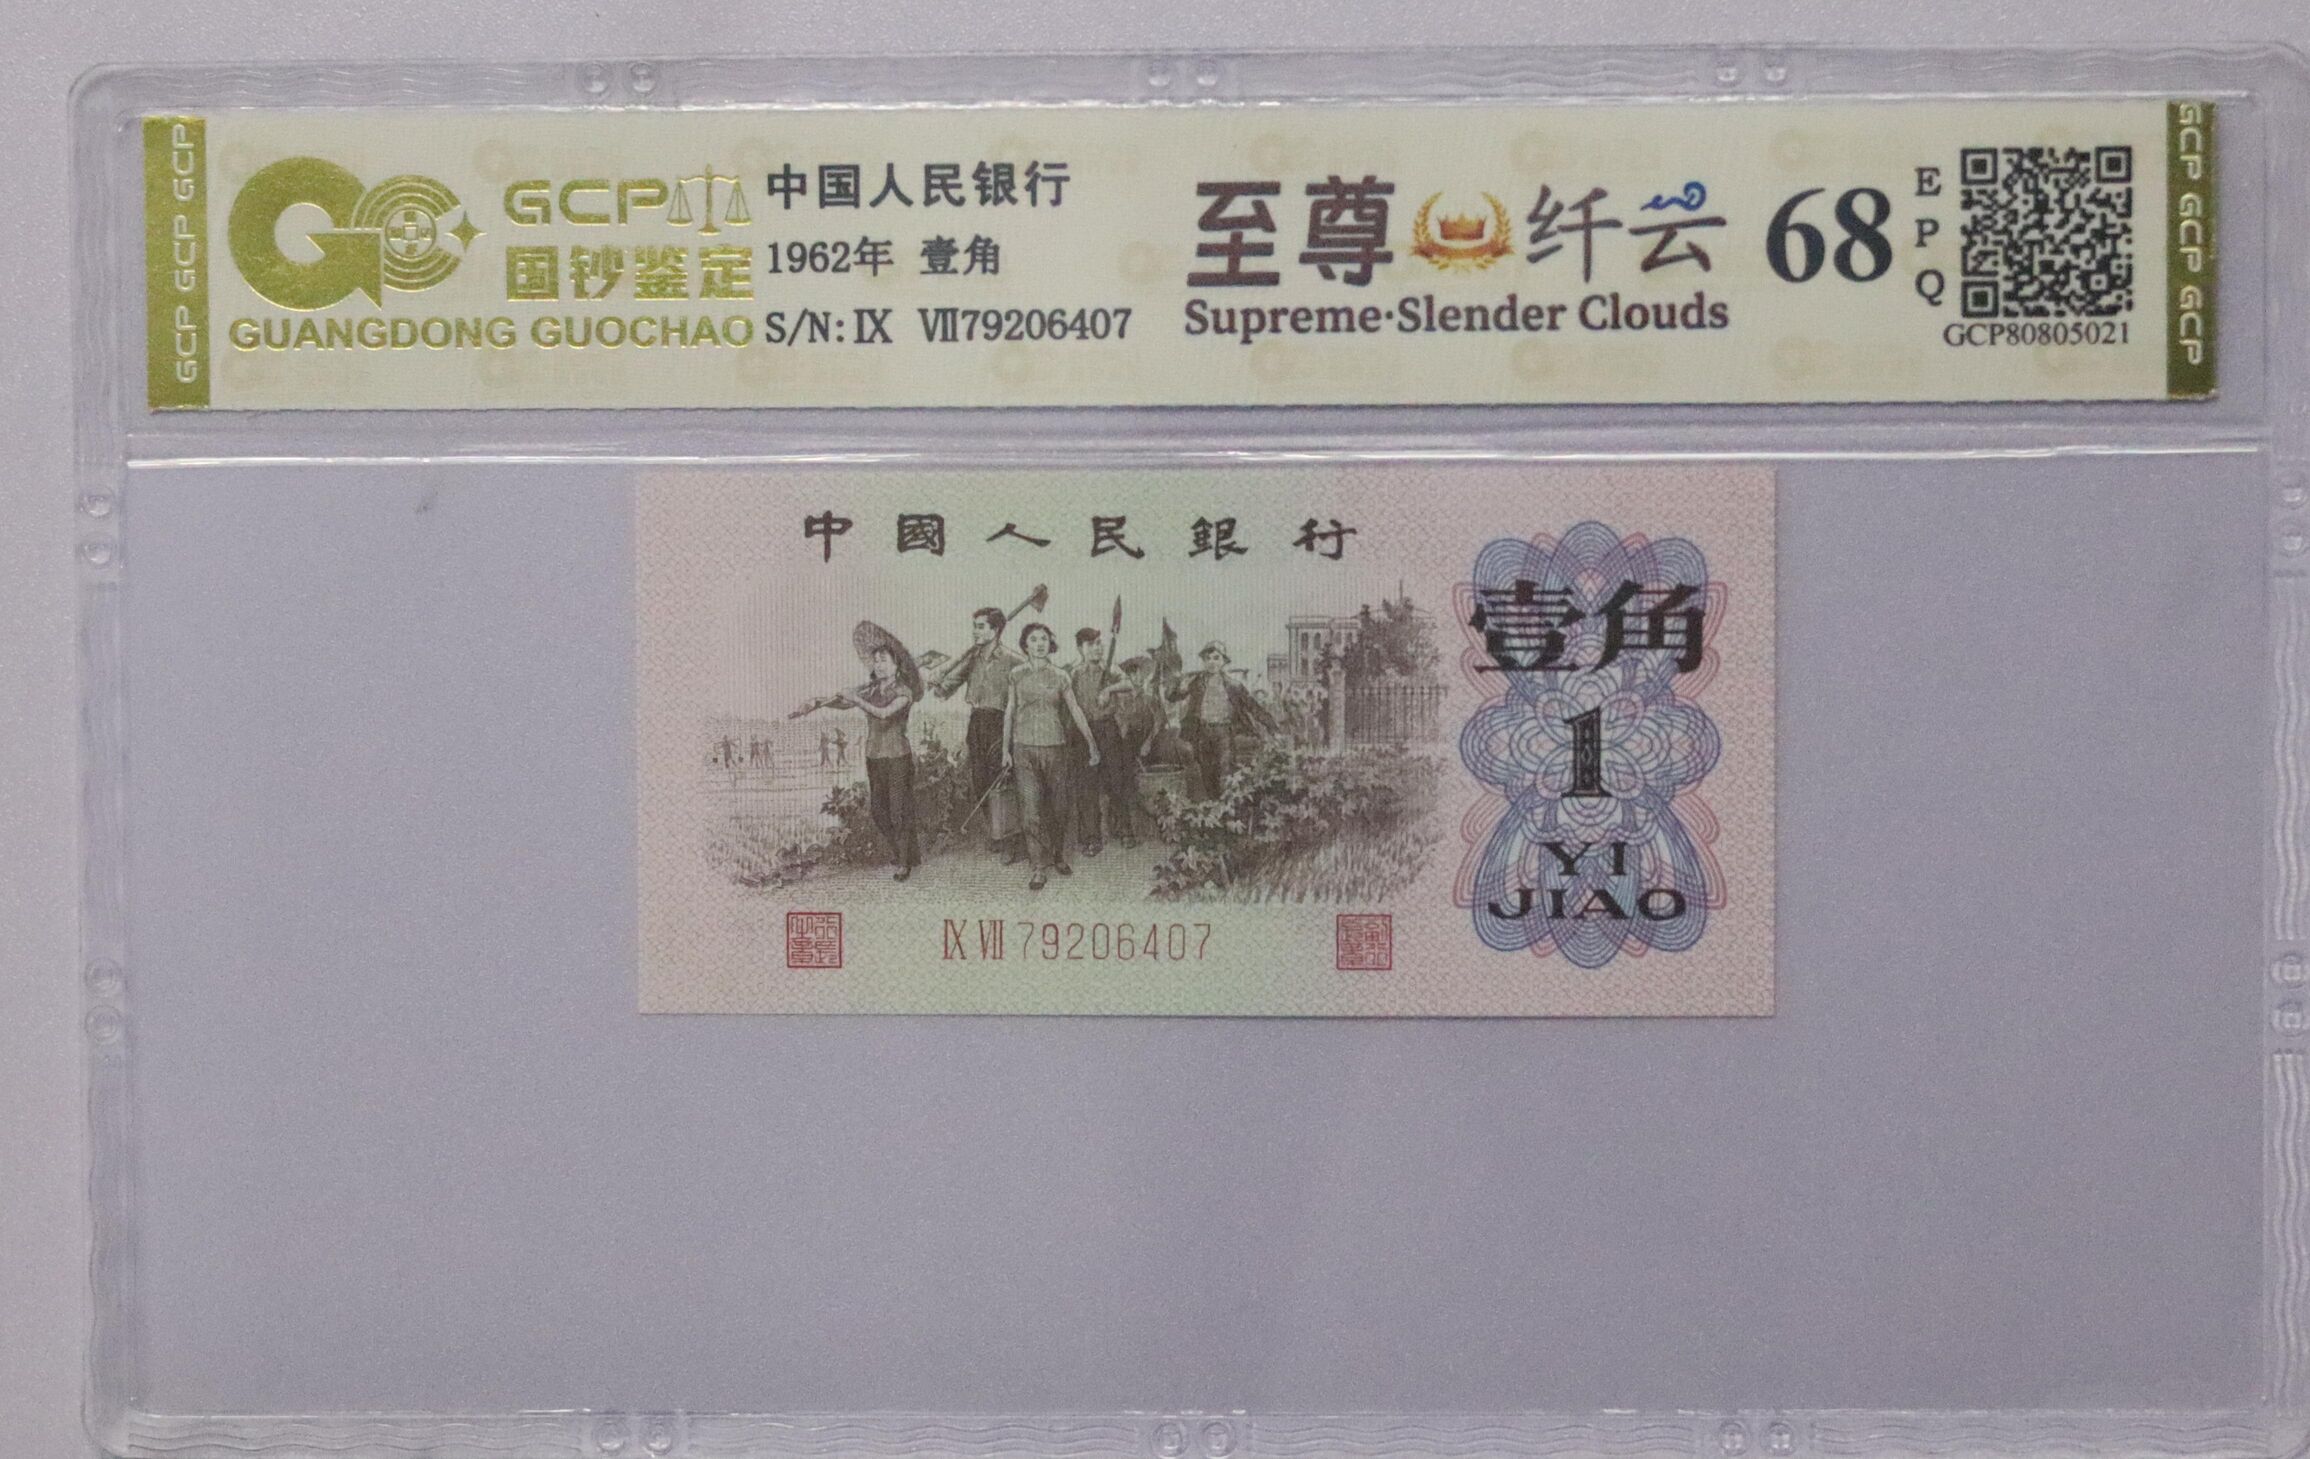 GCP GCP GCP
GCP
国钞鉴定
GUANGDONG GUOCHAO
中国人民银行
1962年 壹角
S/N: Ⅸ Ⅶ79206407
至尊 纤云
Supreme·Slender Clouds
68
E
P
Q
GCP80805021
GCP GCP GCP
中國人民銀行
壹角
1
YI
JIAO
Ⅸ Ⅶ 79206407